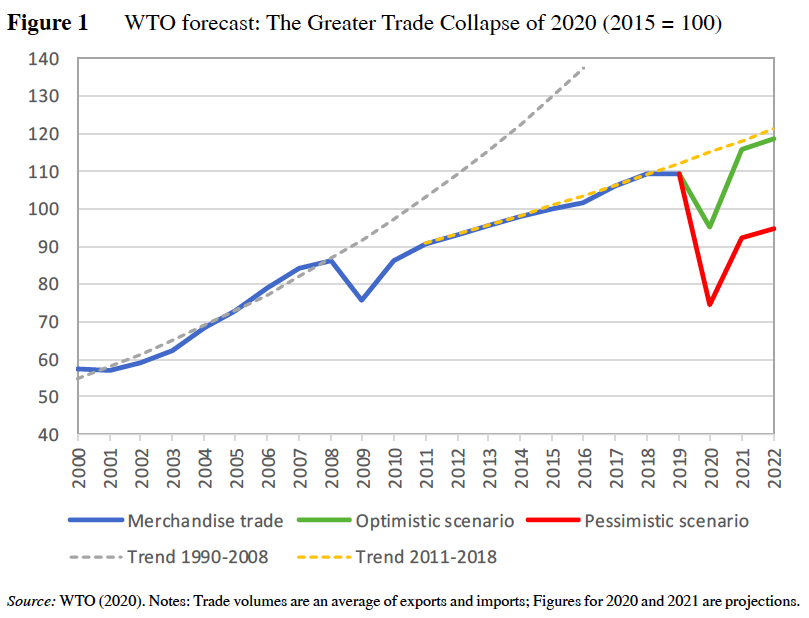 Figure 1 WTO forecast: The Greater Trade Collapse of 2020 (2015 = 100)
140
130
120
110
100
90
80
70
60
50
40
2000 2001 2002 2003 2004 2005 2006 2007 2008 2009 2010 2011 2012 2013 2014 2015 2016 2017 2018 2019 2020 2021 2022
Merchandise trade Optimistic scenario Pessimistic scenario
Trend 1990-2008 Trend 2011-2018
Source: WTO (2020). Notes: Trade volumes are an average of exports and imports; Figures for 2020 and 2021 are projections.